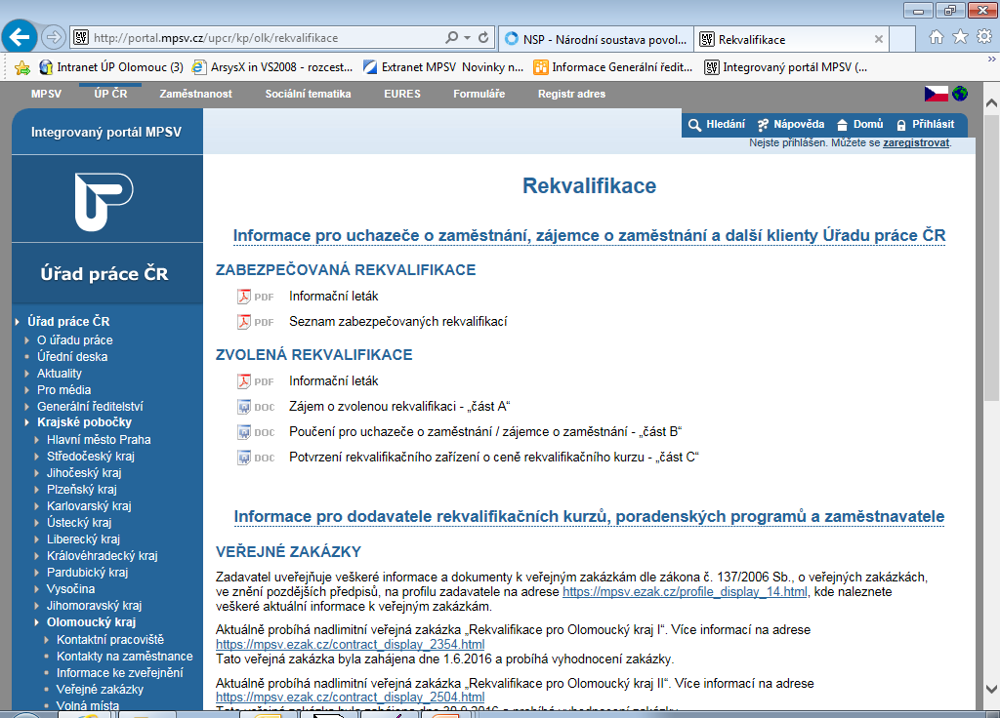 http://portal.mpsv.cz/upcr/kp/olk/rekvalifikace
NSP - Národní soustava povol...
Rekvalifikace
Intranet ÚP Olomouc (3)
ArsysX in VS2008 - rozcest...
Extranet MPSV Novinky n...
Informace Generální ředit...
Integrovaný portál MPSV (...
MPSV
ÚP ČR
Zaměstnanost
Sociální tematika
EURES
Formuláře
Registr adres
Integrovaný portál MPSV
Hledání
Nápověda
Domů
Přihlásit
Nejste přihlášen. Můžete se zaregistrovat.
Úřad práce ČR
Úřad práce ČR
O úřadu práce
Úřední deska
Aktuality
Pro média
Generální ředitelství
Krajské pobočky
Hlavní město Praha
Středočeský kraj
Jihočeský kraj
Plzeňský kraj
Karlovarský kraj
Ústecký kraj
Liberecký kraj
Královéhradecký kraj
Pardubický kraj
Vysočina
Jihomoravský kraj
Olomoucký kraj
Kontaktní pracoviště
Kontakty na zaměstnance
Informace ke zveřejnění
Veřejné zakázky
Volná místa
Rekvalifikace
Informace pro uchazeče o zaměstnání, zájemce o zaměstnání a další klienty Úřadu práce ČR
ZABEZPEČOVANÁ REKVALIFIKACE
PDF Informační leták
PDF Seznam zabezpečovaných rekvalifikací
ZVOLENÁ REKVALIFIKACE
PDF Informační leták
DOC Zájem o zvolenou rekvalifikaci - „část A“
DOC Poučení pro uchazeče o zaměstnání / zájemce o zaměstnání - „část B“
DOC Potvrzení rekvalifikačního zařízení o ceně rekvalifikačního kurzu - „část C“
Informace pro dodavatele rekvalifikačních kurzů, poradenských programů a zaměstnavatele
VEŘEJNÉ ZAKÁZKY
Zadavatel uveřejňuje veškeré informace a dokumenty k veřejným zakázkám dle zákona č. 137/2006 Sb., o veřejných zakázkách,
ve znění pozdějších předpisů, na profilu zadavatele na adrese https://mpsv.ezak.cz/profile_display_14.html, kde naleznete
veškeré aktuální informace k veřejným zakázkám.
Aktuálně probíhá nadlimitní veřejná zakázka „Rekvalifikace pro Olomoucký kraj I“. Více informací na adrese
https://mpsv.ezak.cz/contract_display_2354.html
Tato veřejná zakázka byla zahájena dne 1.6.2016 a probíhá vyhodnocení zakázky.
Aktuálně probíhá nadlimitní veřejná zakázka „Rekvalifikace pro Olomoucký kraj II“. Více informací na adrese
https://mpsv.ezak.cz/contract_display_2504.html